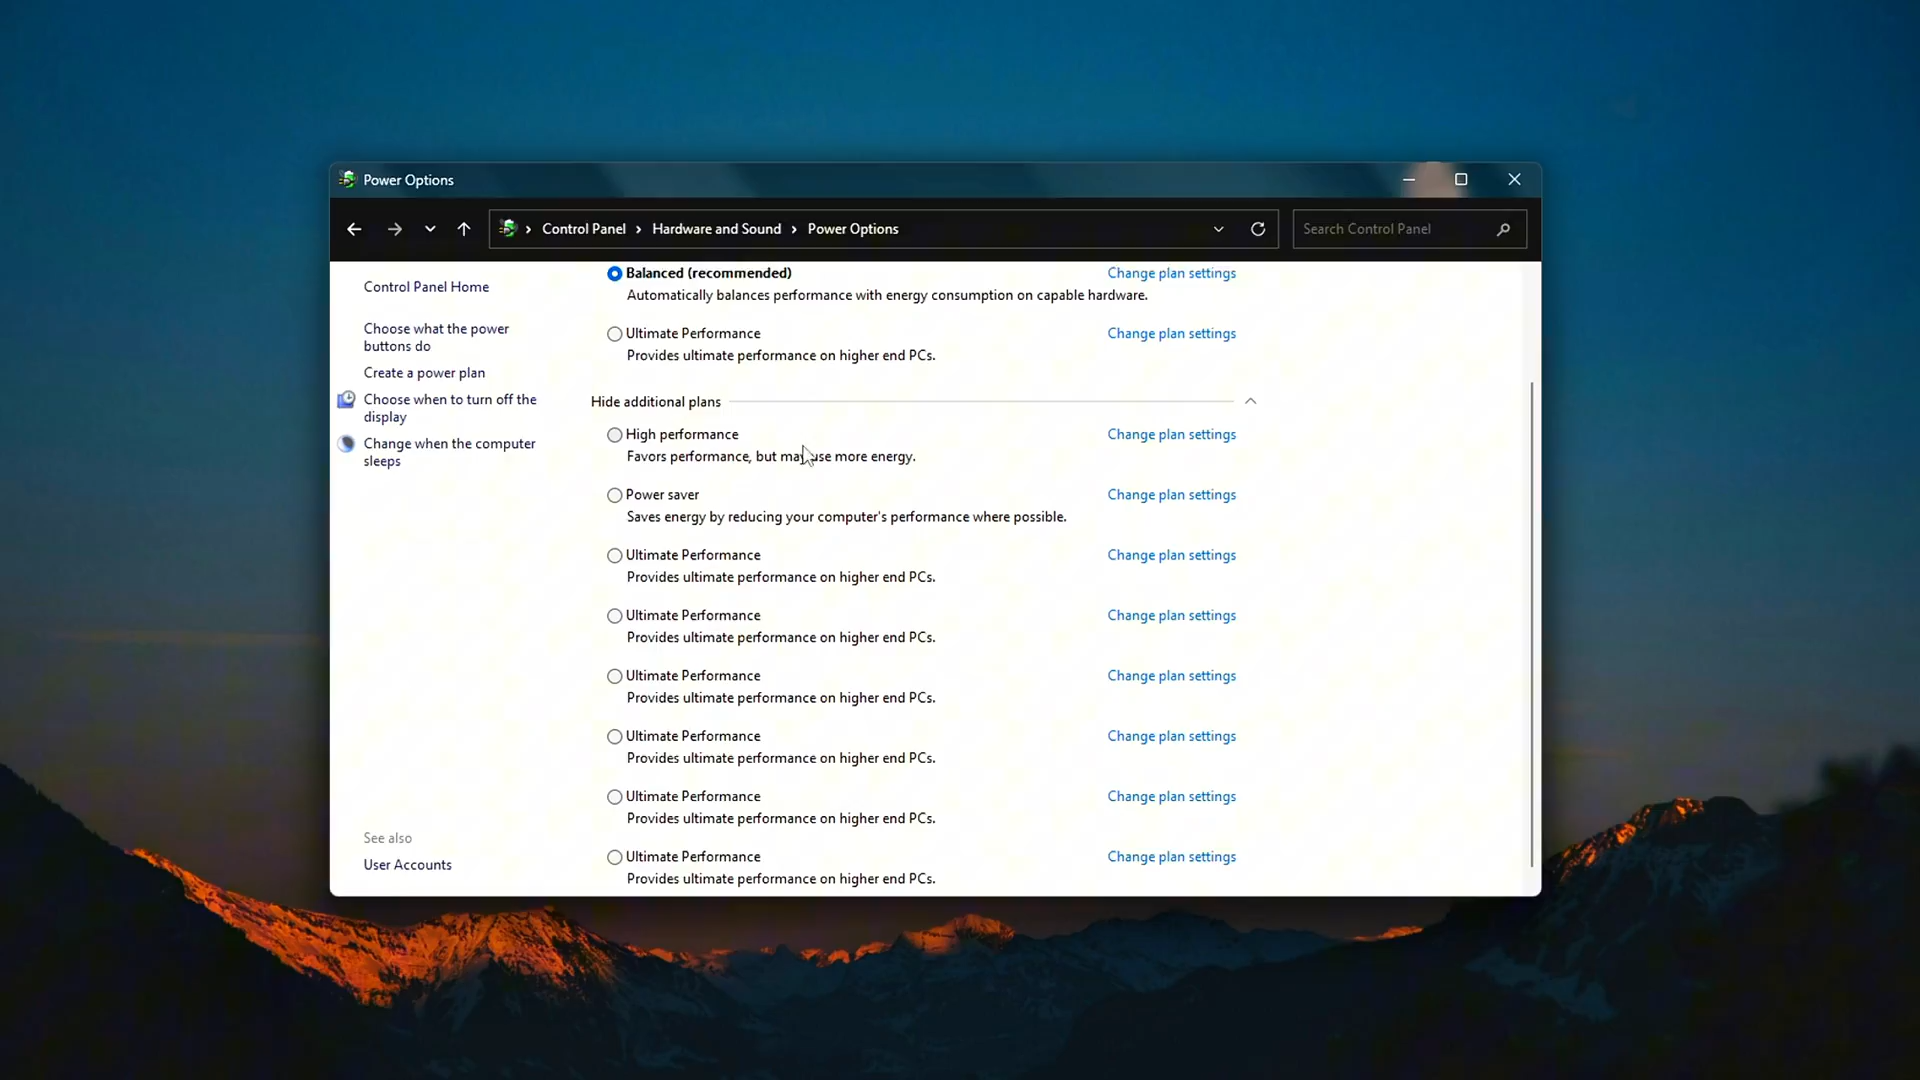 Power Options
Control Panel Hardware and Sound Power Options
Search Control Panel
Control Panel Home
Choose what the power
buttons do
Create a power plan
Choose when to turn off the
display
Change when the computer
sleeps
See also
User Accounts
Balanced (recommended) Change plan settings
Automatically balances performance with energy consumption on capable hardware.
Ultimate Performance Change plan settings
Provides ultimate performance on higher end PCs.
Hide additional plans
High performance Change plan settings
Favors performance, but may use more energy.
Power saver Change plan settings
Saves energy by reducing your computer's performance where possible.
Ultimate Performance Change plan settings
Provides ultimate performance on higher end PCs.
Ultimate Performance Change plan settings
Provides ultimate performance on higher end PCs.
Ultimate Performance Change plan settings
Provides ultimate performance on higher end PCs.
Ultimate Performance Change plan settings
Provides ultimate performance on higher end PCs.
Ultimate Performance Change plan settings
Provides ultimate performance on higher end PCs.
Ultimate Performance Change plan settings
Provides ultimate performance on higher end PCs.